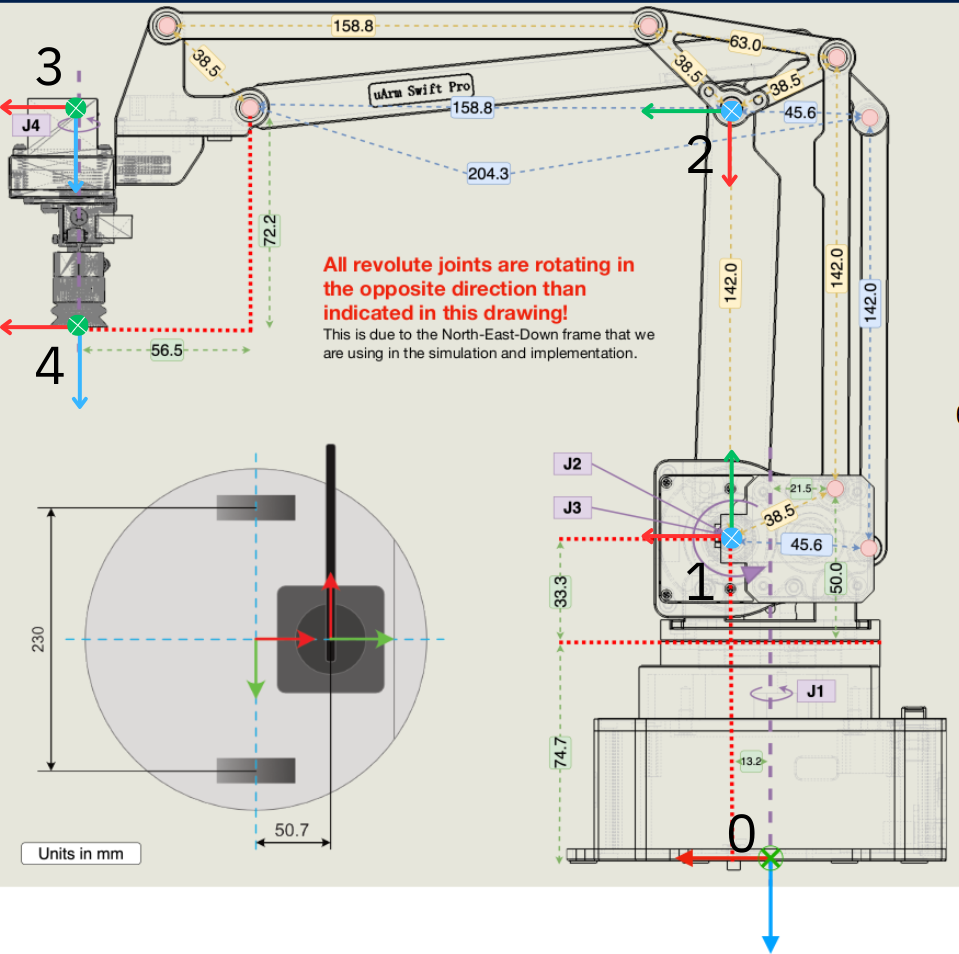 158.8
3
38.5
63.0
38.5
38.5
uArm Swift Pro
158.8
45.6
J4
2
204.3
72.2
All revolute joints are rotating in
the opposite direction than
indicated in this drawing!
This is due to the North-East-Down frame that we
are using in the simulation and implementation.
142.0
142.0
142.0
4
56.5
J2
J3
21.5
38.5
45.6
1
33.3
50.0
230
J1
74.7
13.2
0
50.7
Units in mm